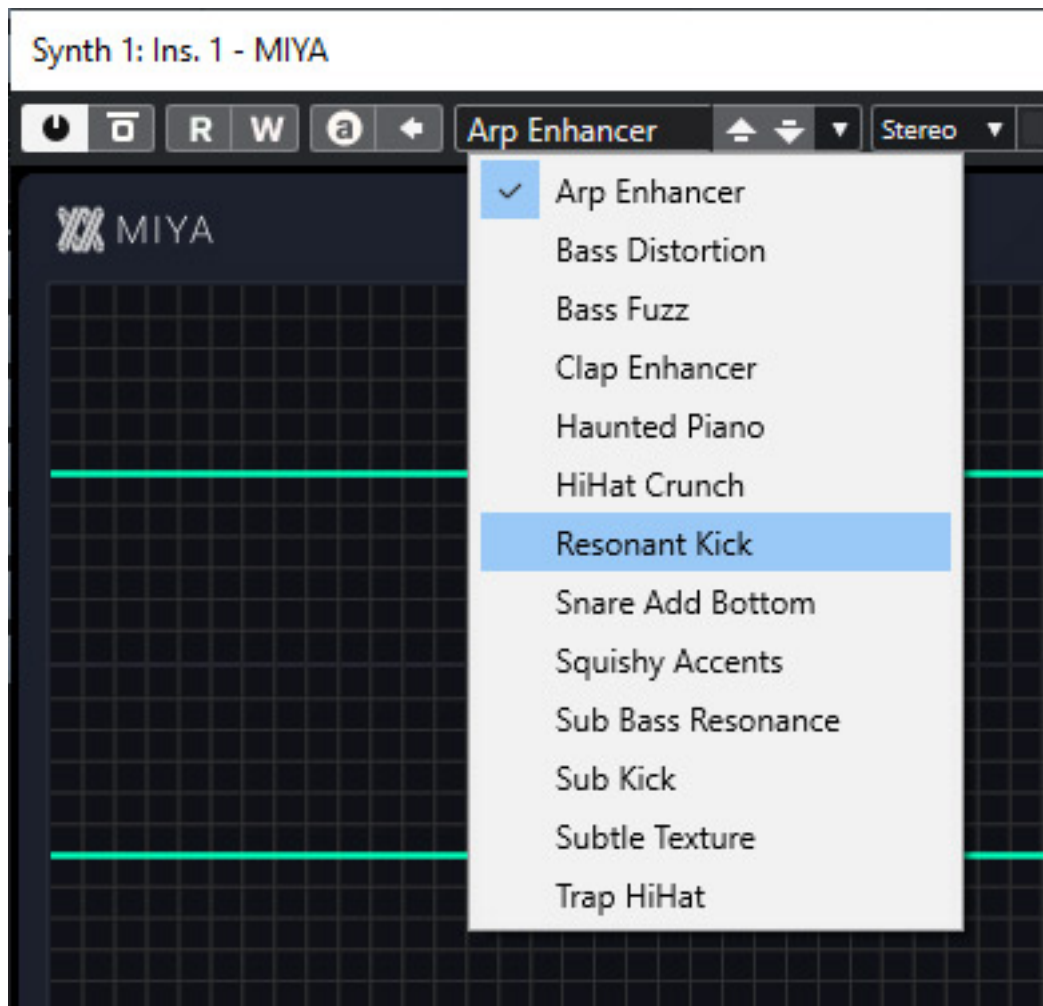 Synth 1: Ins. 1 - MIYA
R W a Arp Enhancer Stereo
MIYA
Arp Enhancer
Bass Distortion
Bass Fuzz
Clap Enhancer
Haunted Piano
HiHat Crunch
Resonant Kick
Snare Add Bottom
Squishy Accents
Sub Bass Resonance
Sub Kick
Subtle Texture
Trap HiHat